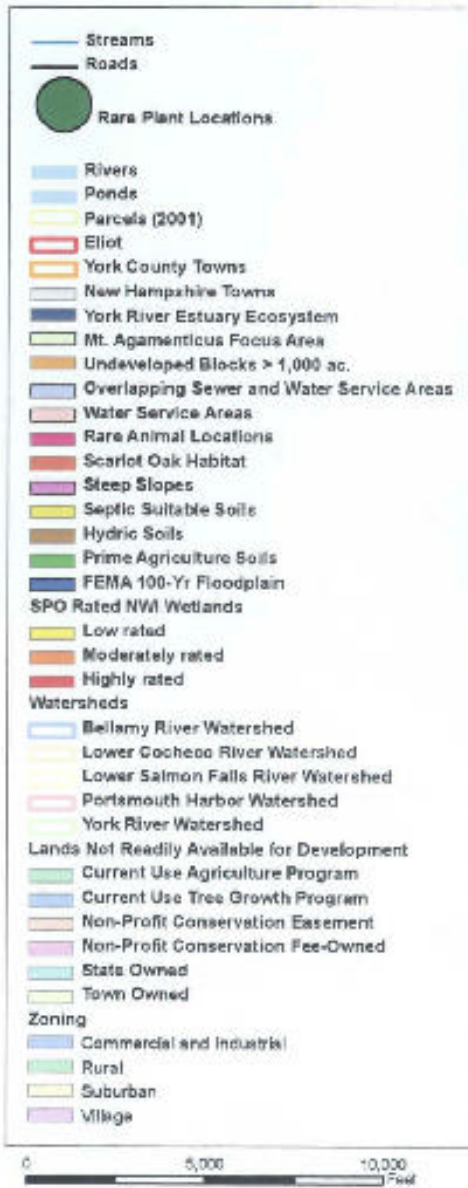 Streams
Roads
Rare Plant Locations
Rivers
Ponds
Parcels (2001)
Eliot
York County Towns
New Hampshire Towns
York River Estuary Ecosystem
Mt. Agamenticus Focus Area
Undeveloped Blocks > 1,000 ac.
Overlapping Sewer and Water Service Areas
Water Service Areas
Rare Animal Locations
Scarlet Oak Habitat
Steep Slopes
Septic Suitable Soils
Hydric Soils
Prime Agriculture Soils
FEMA 100-Yr Floodplain
SPO Rated NWI Wetlands
Low rated
Moderately rated
Highly rated
Watersheds
Bellamy River Watershed
Lower Cocheco River Watershed
Lower Salmon Falls River Watershed
Portsmouth Harbor Watershed
York River Watershed
Lands Not Readily Available for Development
Current Use Agriculture Program
Current Use Tree Growth Program
Non-Profit Conservation Easement
Non-Profit Conservation Fee-Owned
State Owned
Town Owned
Zoning
Commercial and Industrial
Rural
Suburban
Village
0 5,000 10,000
Feet